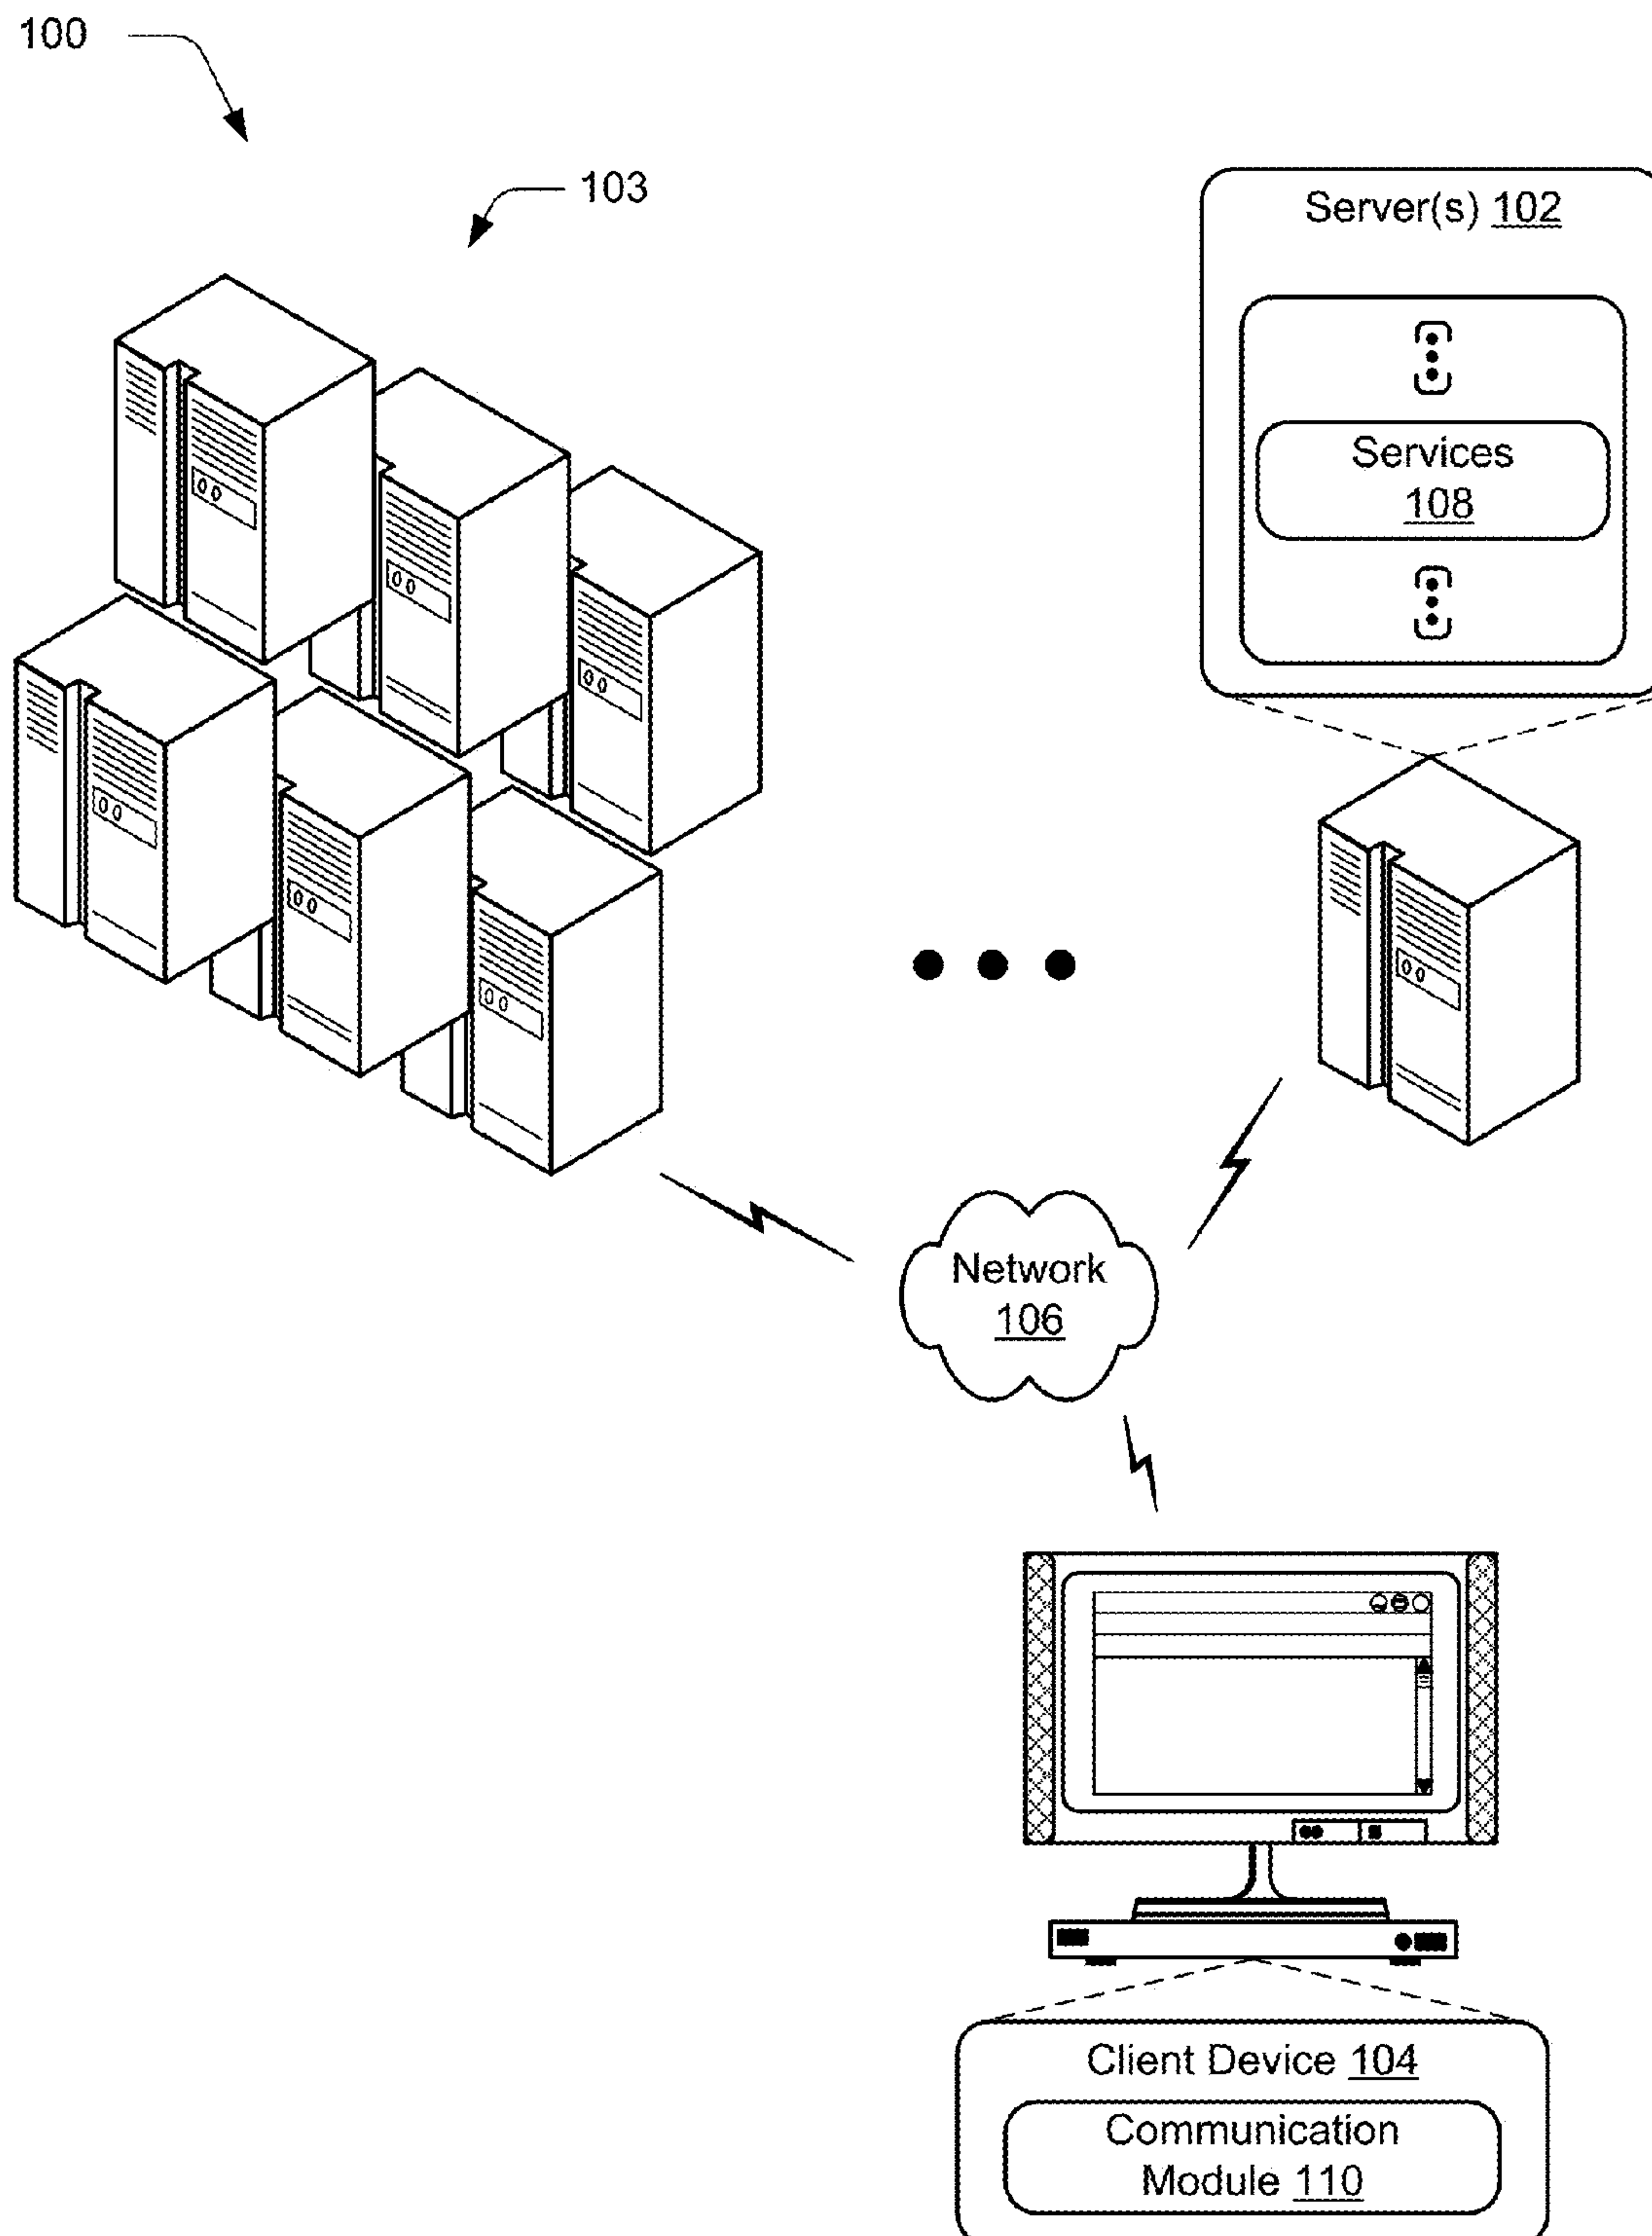 100
103
Server(s) 102
Services
108
Network
106
Client Device 104
Communication
Module 110